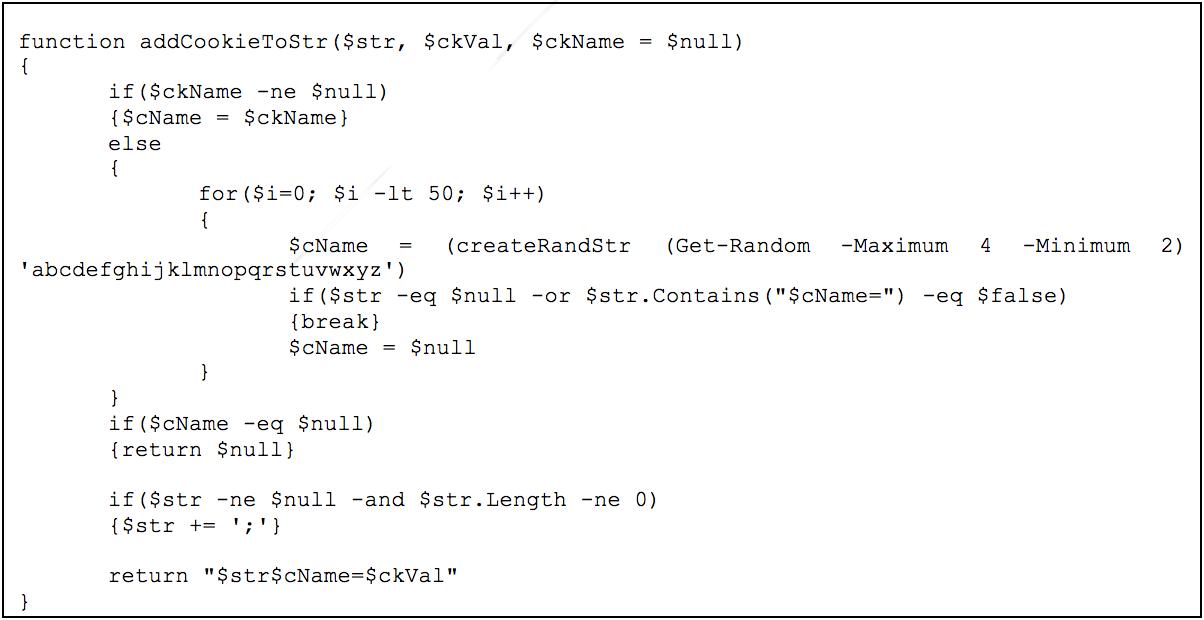 function addCookieToStr($str, $ckVal, $ckName = $null)
{
if($ckName -ne $null)
{$cName = $ckName}
else
{
for($i=0; $i -lt 50; $i++)
{
$cName = (createRandStr (Get-Random -Maximum 4 -Minimum 2)
'abcdefghijklmnopqrstuvwxyz')
if($str -eq $null -or $str.Contains("$cName=") -eq $false)
{break}
$cName = $null
}
}
if($cName -eq $null)
{return $null}
if($str -ne $null -and $str.Length -ne 0)
{$str += ';'}
return "$str$cName=$ckVal"
}